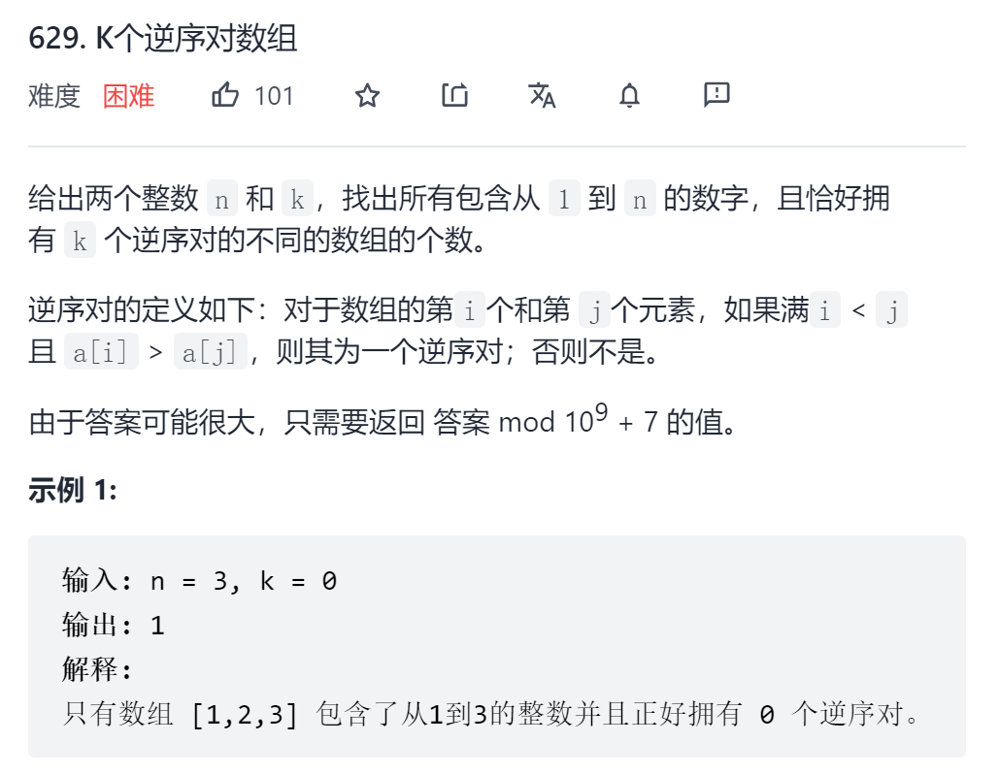 629. K个逆序对数组
难度 困难 101
给出两个整数 n 和 k，找出所有包含从 1 到 n 的数字，且恰好拥
有 k 个逆序对的不同的数组的个数。
逆序对的定义如下：对于数组的第i个和第 j个元素，如果满i < j
且 a[i] > a[j]，则其为一个逆序对；否则不是。
由于答案可能很大，只需要返回 答案 mod 10⁹ + 7 的值。
示例 1:
输入: n = 3, k = 0
输出: 1
解释:
只有数组 [1,2,3] 包含了从1到3的整数并且正好拥有 0 个逆序对。